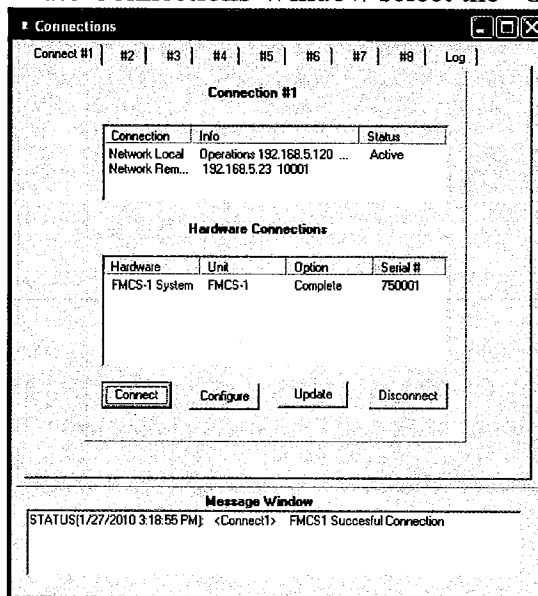 Connections
Connect #1 #2 #3 #4 #5 #6 #7 #8 Log
Connection #1
Connection Info Status
Network Local Operations 192.168.5.120 ... Active
Network Rem... 192.168.5.23 10001
Hardware Connections
Hardware Unit Option Serial #
FMCS-1 System FMCS-1 Complete 750001
Connect Configure Update Disconnect
Message Window
STATUS[1/27/2010 3:18:55 PM]: <Connect1> FMCS1 Succesful Connection